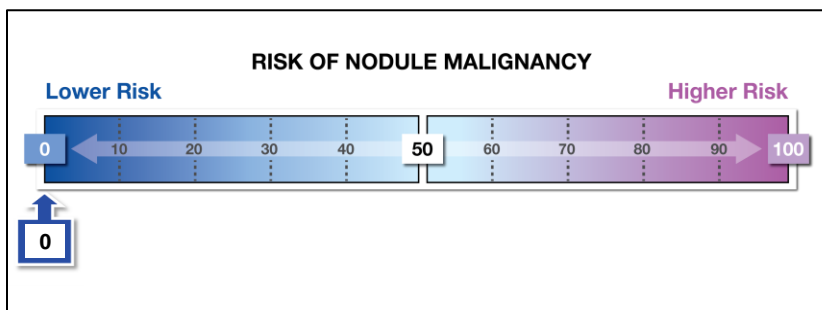 RISK OF NODULE MALIGNANCY
Lower Risk Higher Risk
0 10 20 30 40 50 60 70 80 90 100
0